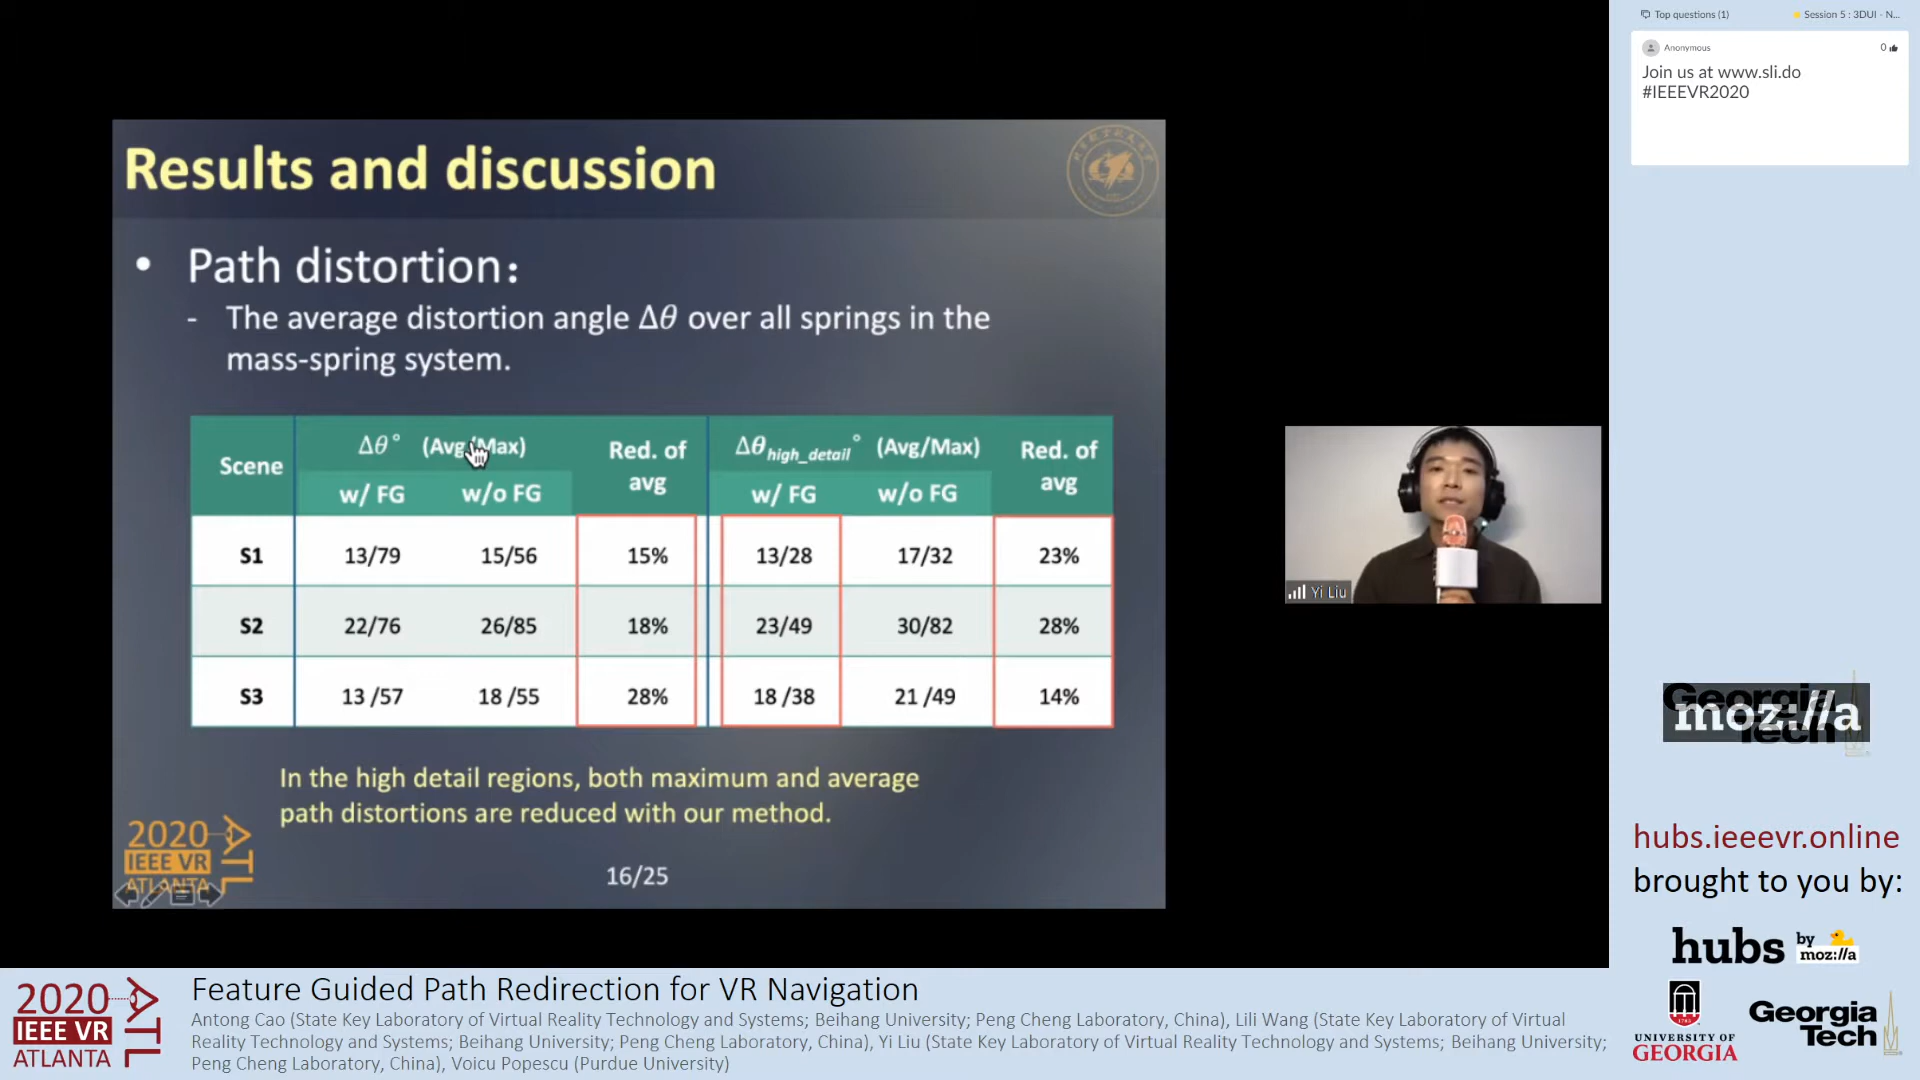 Top questions (1)
Session 5 : 3DUI - N...
Anonymous
0
Join us at www.sli.do
#IEEEVR2020
Results and discussion
• Path distortion:
- The average distortion angle Δθ over all springs in the
mass-spring system.
Scene Δθ° (Avg/Max) Red. of avg Δθhigh_detail° (Avg/Max) Red. of avg
w/ FG w/o FG w/ FG w/o FG
S1 13/79 15/56 15% 13/28 17/32 23%
S2 22/76 26/85 18% 23/49 30/82 28%
S3 13 /57 18 /55 28% 18 /38 21 /49 14%
In the high detail regions, both maximum and average
path distortions are reduced with our method.
2020
IEEE VR
ATLANTA
ATL
16/25
Yi Liu
Georgia
Tech
moz://a
hubs.ieeevr.online
brought to you by:
hubs by moz://a
UNIVERSITY OF
GEORGIA
Georgia
Tech
2020
IEEE VR
ATLANTA
ATL
Feature Guided Path Redirection for VR Navigation
Antong Cao (State Key Laboratory of Virtual Reality Technology and Systems; Beihang University; Peng Cheng Laboratory, China), Lili Wang (State Key Laboratory of Virtual
Reality Technology and Systems; Beihang University; Peng Cheng Laboratory, China), Yi Liu (State Key Laboratory of Virtual Reality Technology and Systems; Beihang University;
Peng Cheng Laboratory, China), Voicu Popescu (Purdue University)